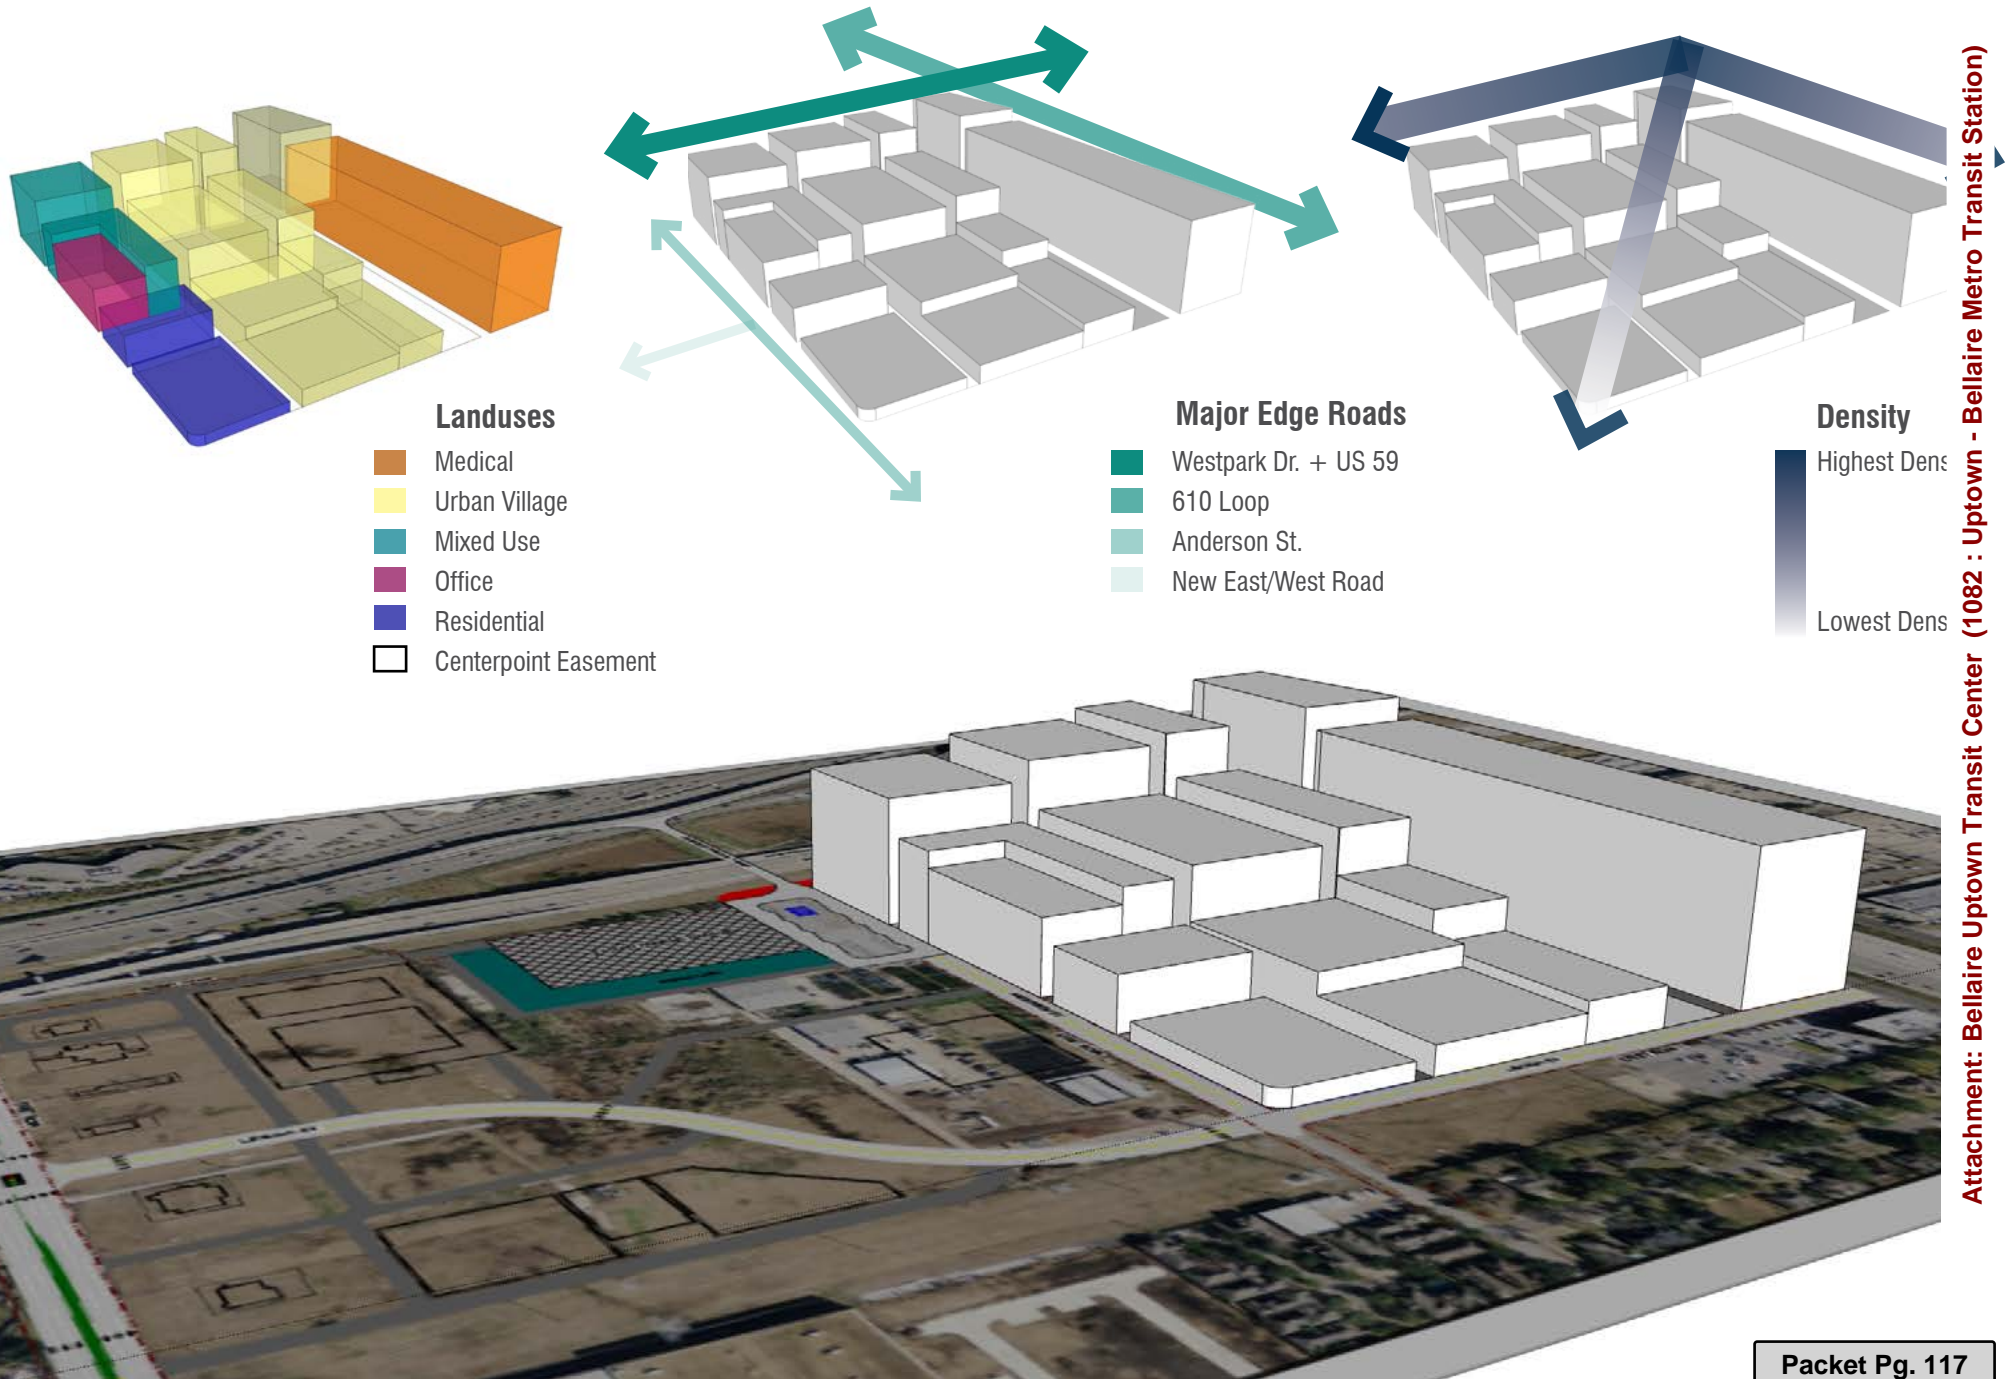 Landuses
Medical
Urban Village
Mixed Use
Office
Residential
Centerpoint Easement
Major Edge Roads
Westpark Dr. + US 59
610 Loop
Anderson St.
New East/West Road
Density
Highest Dens
Lowest Dens
Attachment: Bellaire Uptown Transit Center (1082 : Uptown - Bellaire Metro Transit Station)
Packet Pg. 117